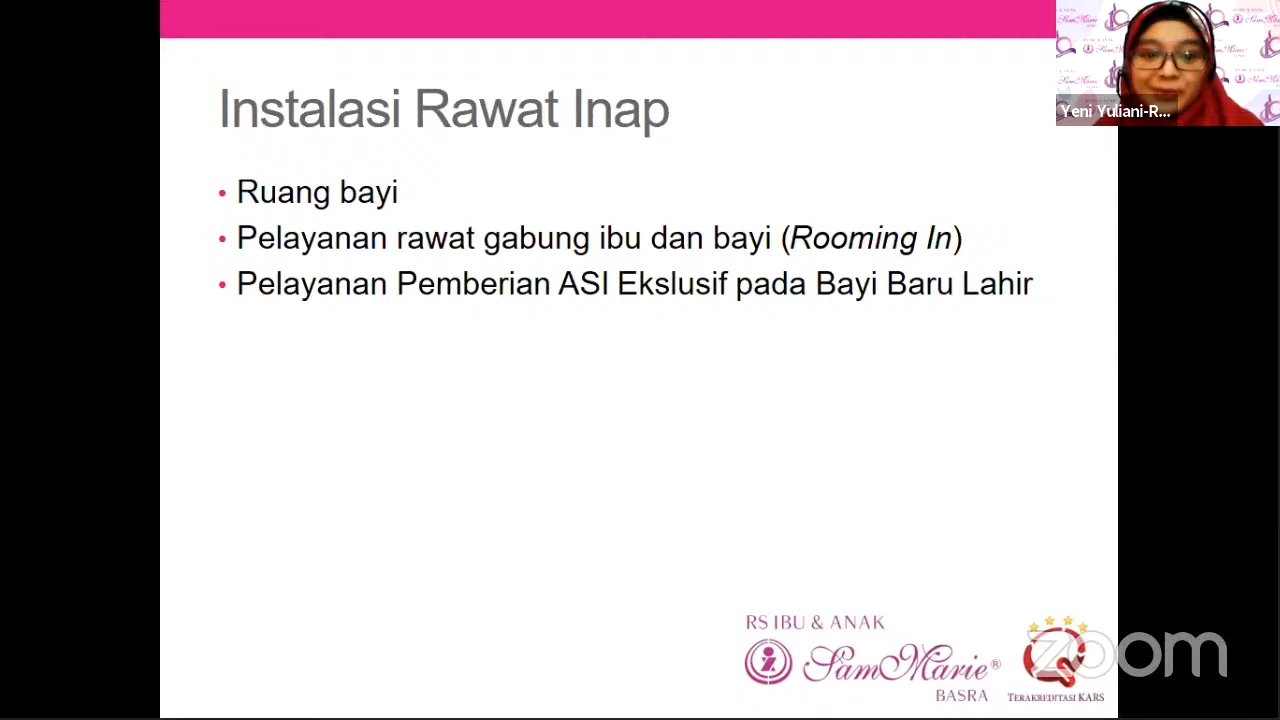 Instalasi Rawat Inap
• Ruang bayi
• Pelayanan rawat gabung ibu dan bayi (Rooming In)
• Pelayanan Pemberian ASI Ekslusif pada Bayi Baru Lahir
Yeni Yuliani-R...
RS IBU & ANAK
SamMarie®
BASRA
TERAKREDITASI KARS
zoom